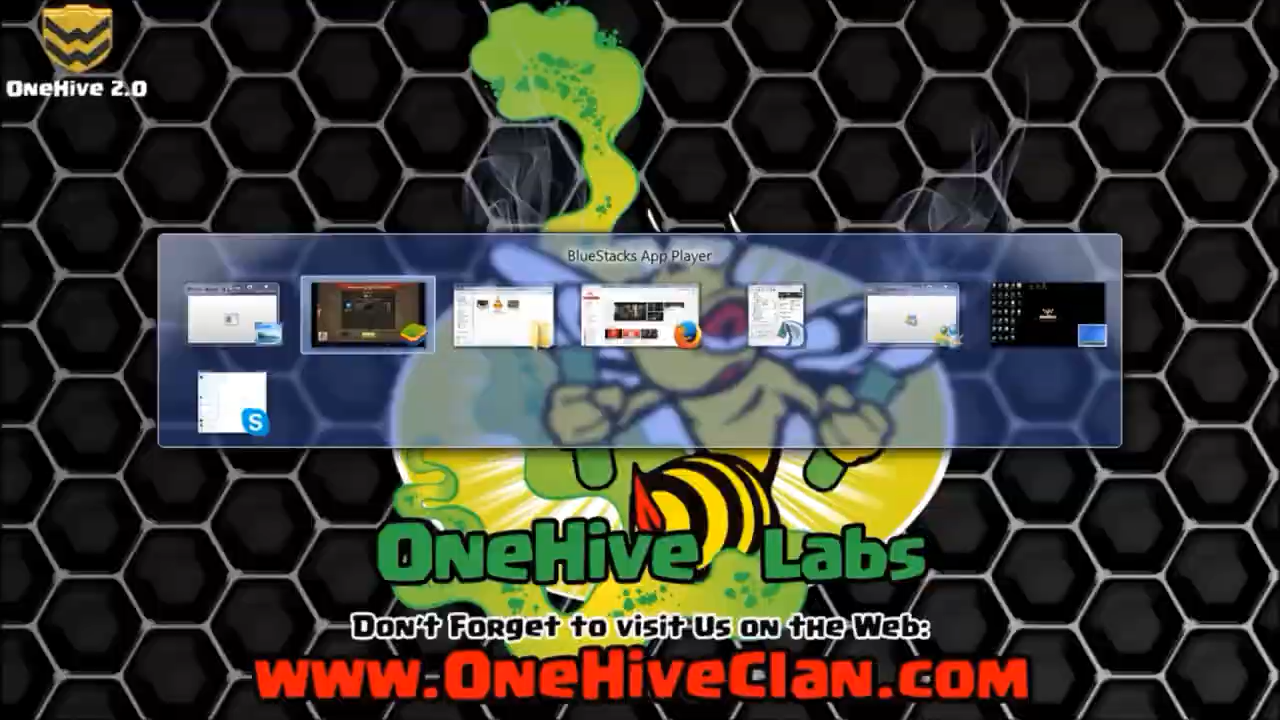 OneHive 2.0
BlueStacks App Player
OneHive Labs
Don't Forget to visit Us on the Web:
www.OneHiveClan.com